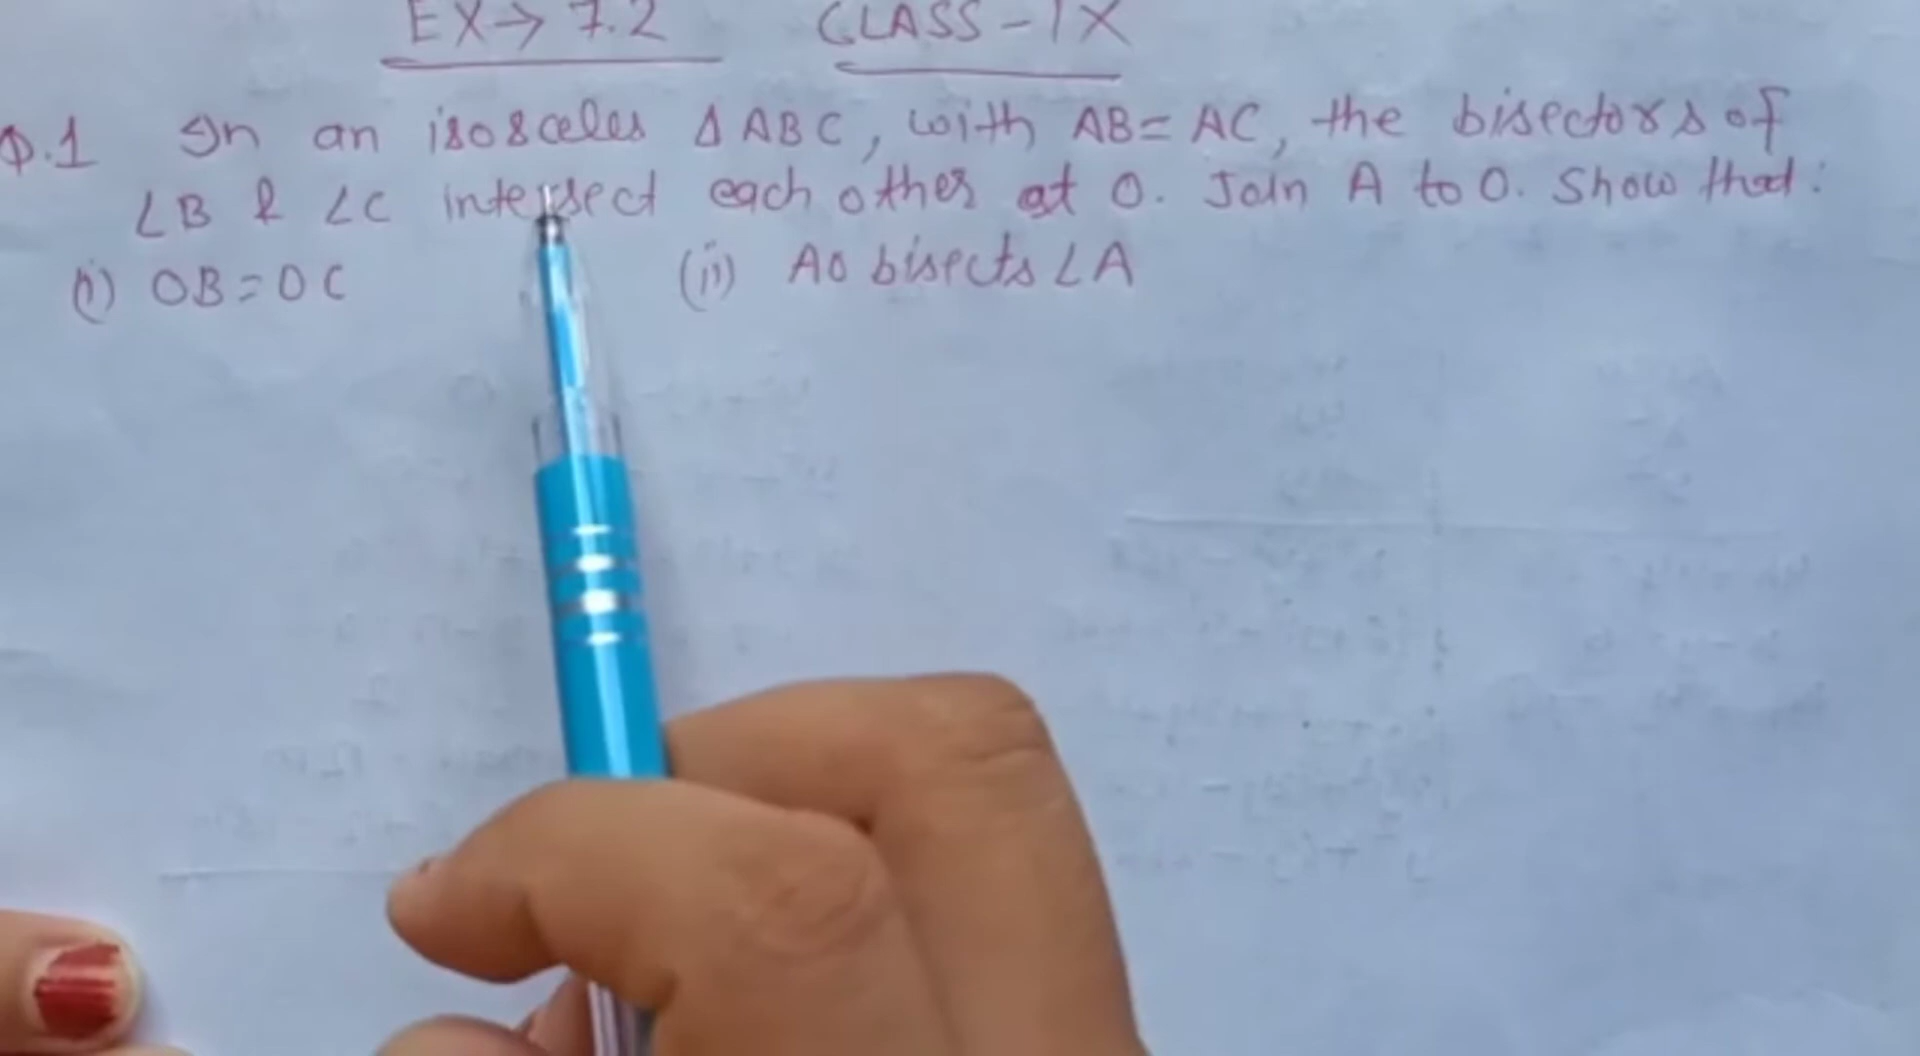 EX→ 7.2 CLASS-IX
Q.1 In an isosceles Δ ABC, with AB = AC, the bisectors of
∠B & ∠C intersect each other at O. Join A to O. Show that:
(i) OB = OC (ii) AO bisects ∠A